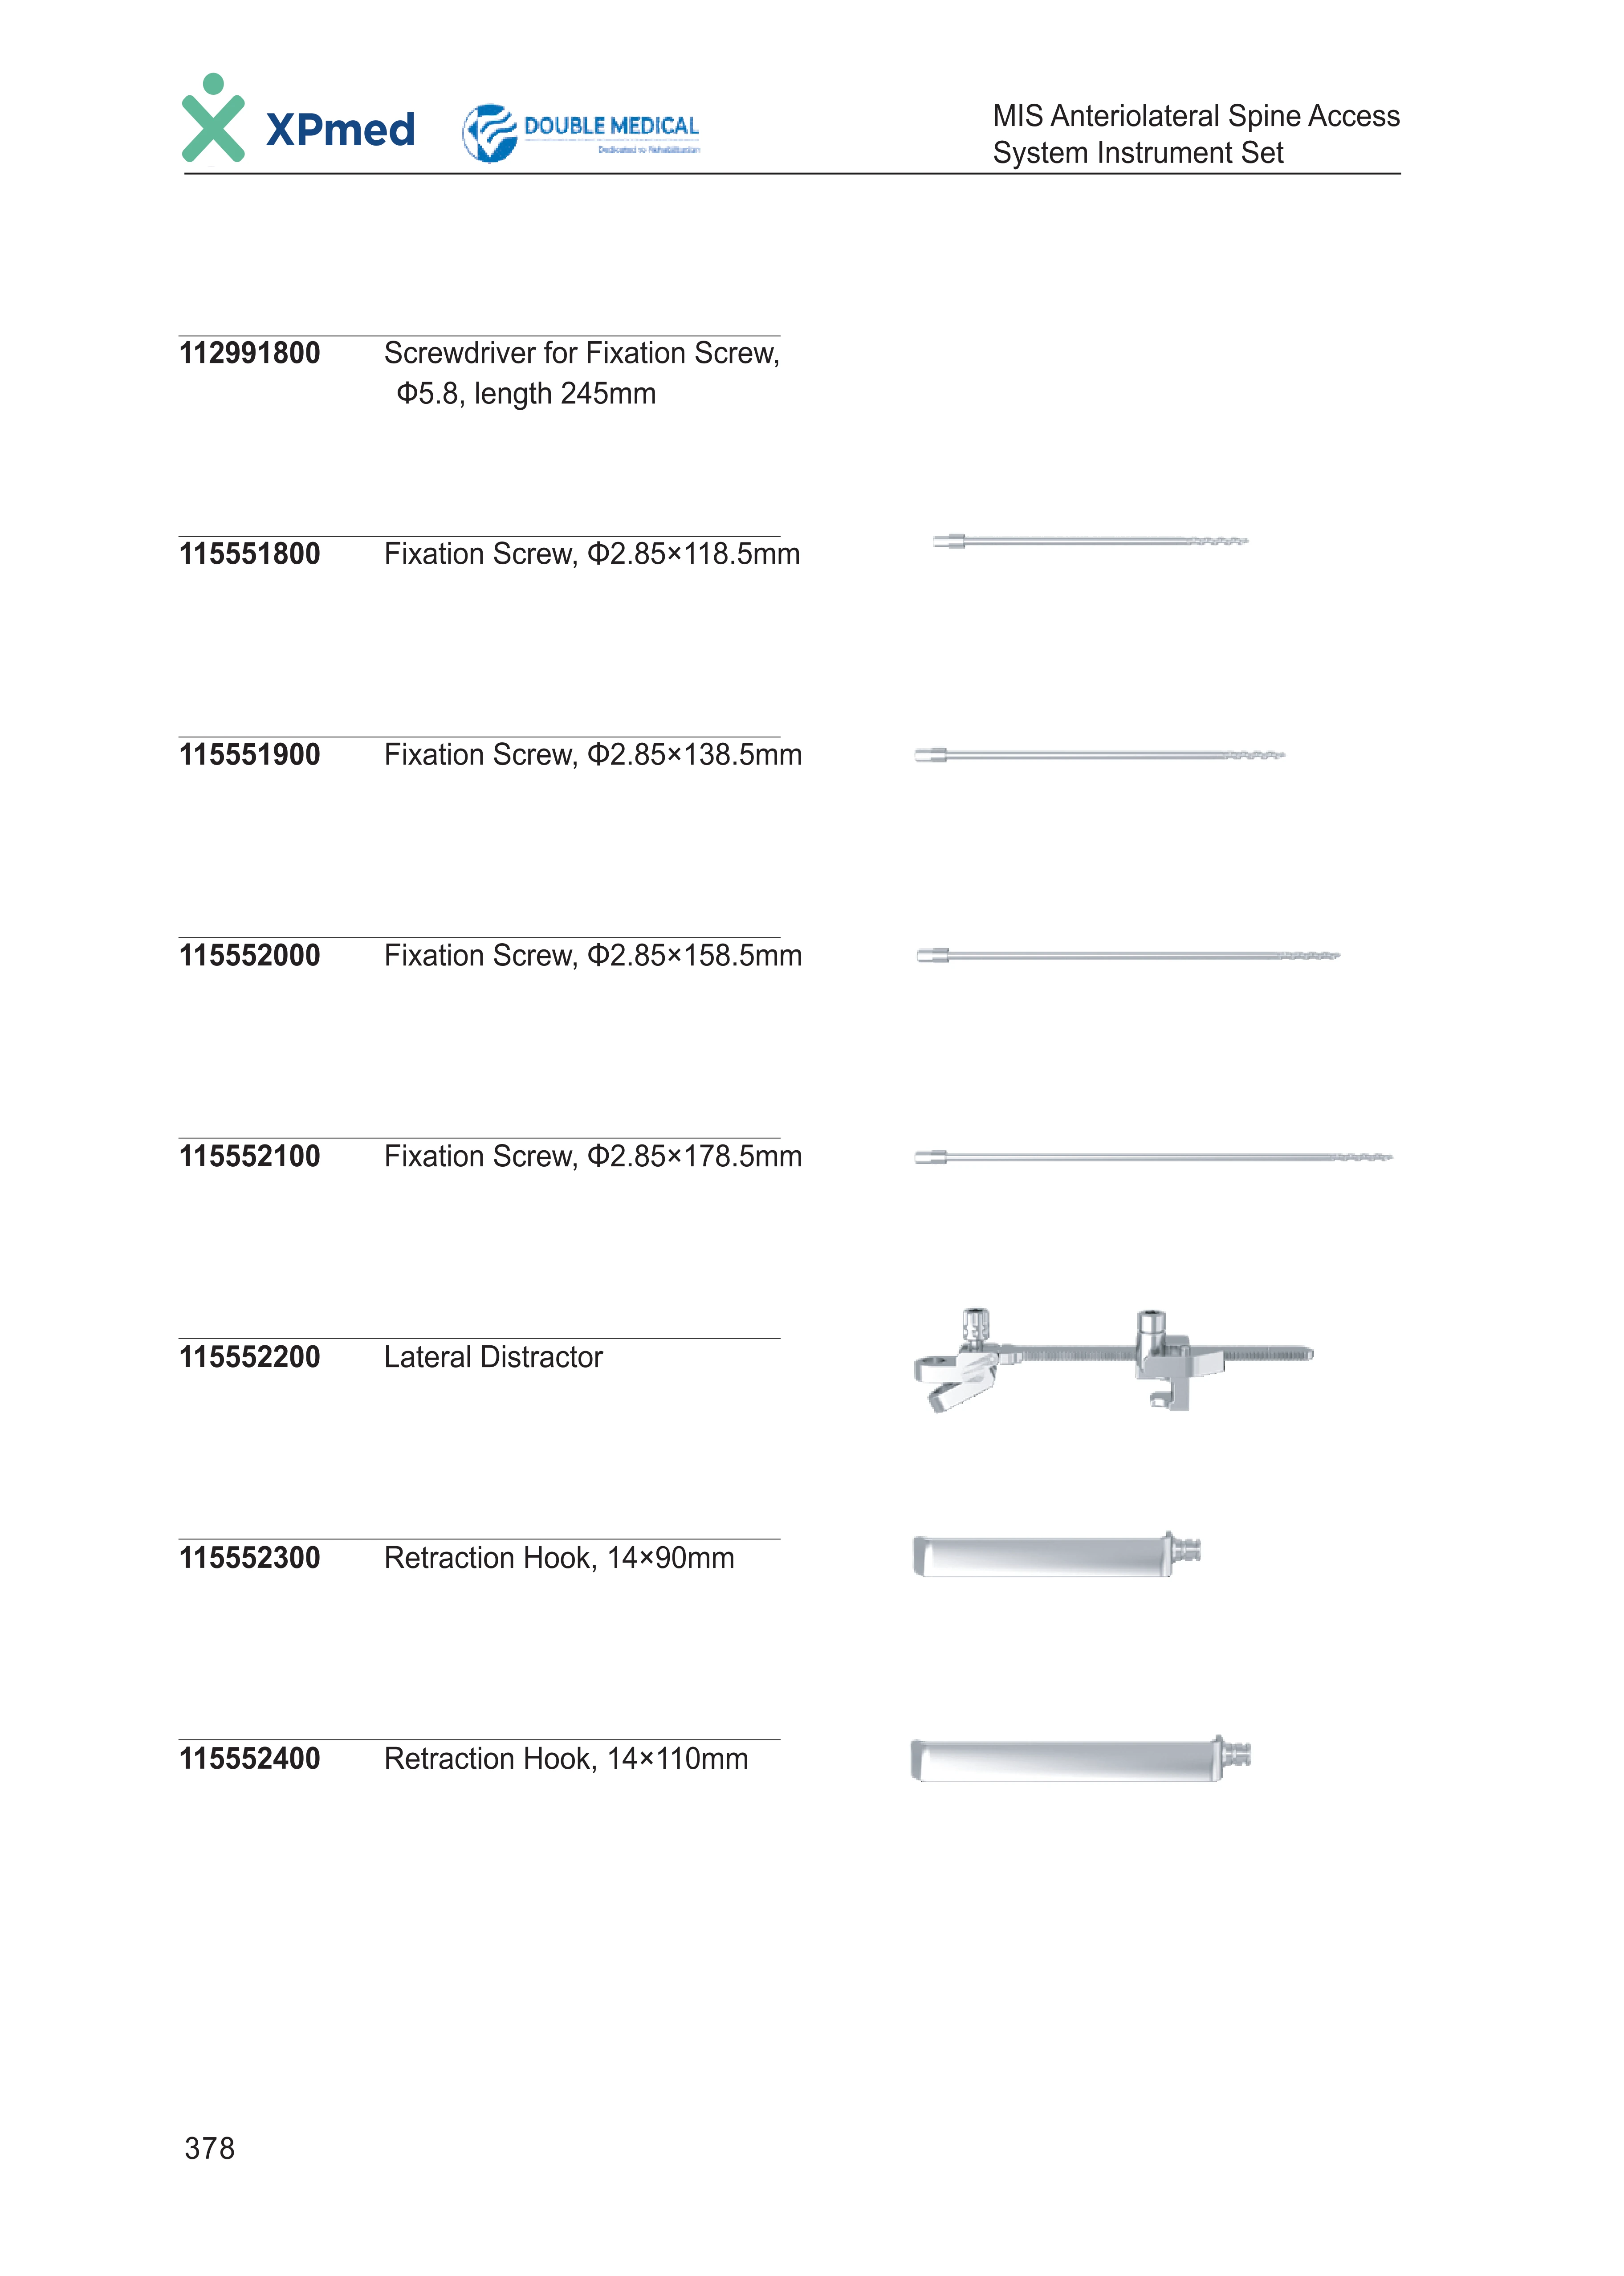 XPmed
DOUBLE MEDICAL
Dedicated to Rehabilitation
MIS Anteriolateral Spine Access
System Instrument Set
112991800 Screwdriver for Fixation Screw,
Φ5.8, length 245mm
115551800 Fixation Screw, Φ2.85×118.5mm
115551900 Fixation Screw, Φ2.85×138.5mm
115552000 Fixation Screw, Φ2.85×158.5mm
115552100 Fixation Screw, Φ2.85×178.5mm
115552200 Lateral Distractor
115552300 Retraction Hook, 14×90mm
115552400 Retraction Hook, 14×110mm
378